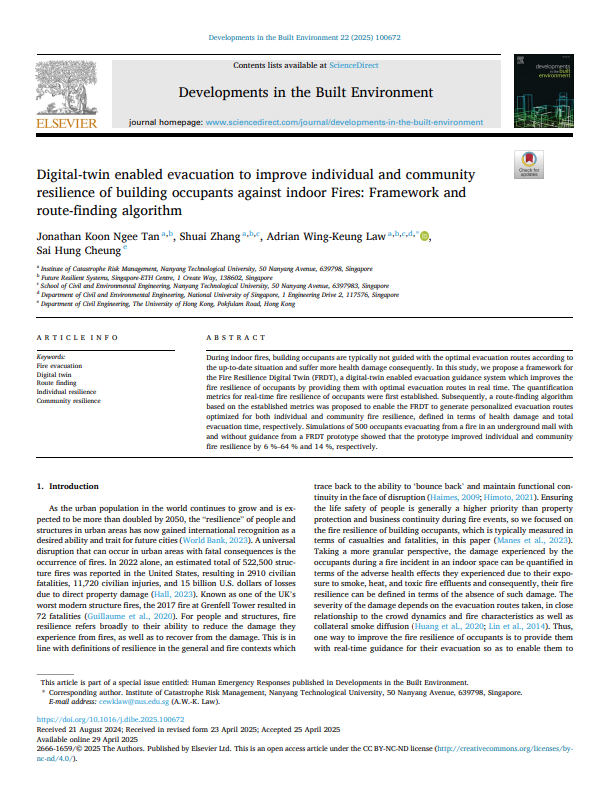 Developments in the Built Environment 22 (2025) 100672
Contents lists available at ScienceDirect
Developments in the Built Environment
journal homepage: www.sciencedirect.com/journal/developments-in-the-built-environment
ELSEVIER
developments
in the built
environment
Check for
updates
Digital-twin enabled evacuation to improve individual and community
resilience of building occupants against indoor Fires: Framework and
route-finding algorithm
Jonathan Koon Ngee Tan a,b, Shuai Zhang a,b,c, Adrian Wing-Keung Law a,b,c,d,*,
Sai Hung Cheung e
a Institute of Catastrophe Risk Management, Nanyang Technological University, 50 Nanyang Avenue, 639798, Singapore
b Future Resilient Systems, Singapore-ETH Centre, 1 Create Way, 138602, Singapore
c School of Civil and Environmental Engineering, Nanyang Technological University, 50 Nanyang Avenue, 6397983, Singapore
d Department of Civil and Environmental Engineering, National University of Singapore, 1 Engineering Drive 2, 117576, Singapore
e Department of Civil Engineering, The University of Hong Kong, Pokfulam Road, Hong Kong
ARTICLE INFO
Keywords:
Fire evacuation
Digital twin
Route finding
Individual resilience
Community resilience
ABSTRACT
During indoor fires, building occupants are typically not guided with the optimal evacuation routes according to
the up-to-date situation and suffer more health damage consequently. In this study, we propose a framework for
the Fire Resilience Digital Twin (FRDT), a digital-twin enabled evacuation guidance system which improves the
fire resilience of occupants by providing them with optimal evacuation routes in real time. The quantification
metrics for real-time fire resilience of occupants were first established. Subsequently, a route-finding algorithm
based on the established metrics was proposed to enable the FRDT to generate personalized evacuation routes
optimized for both individual and community fire resilience, defined in terms of health damage and total
evacuation time, respectively. Simulations of 500 occupants evacuating from a fire in an underground mall with
and without guidance from a FRDT prototype showed that the prototype improved individual and community
fire resilience by 6 %–64 % and 14 %, respectively.
1. Introduction
As the urban population in the world continues to grow and is ex-
pected to be more than doubled by 2050, the “resilience” of people and
structures in urban areas has now gained international recognition as a
desired ability and trait for future cities (World Bank, 2023). A universal
disruption that can occur in urban areas with fatal consequences is the
occurrence of fires. In 2022 alone, an estimated total of 522,500 struc-
ture fires was reported in the United States, resulting in 2910 civilian
fatalities, 11,720 civilian injuries, and 15 billion U.S. dollars of losses
due to direct property damage (Hall, 2023). Known as one of the UK's
worst modern structure fires, the 2017 fire at Grenfell Tower resulted in
72 fatalities (Guillaume et al., 2020). For people and structures, fire
resilience refers broadly to their ability to reduce the damage they
experience from fires, as well as to recover from the damage. This is in
line with definitions of resilience in the general and fire contexts which
trace back to the ability to ‘bounce back’ and maintain functional con-
tinuity in the face of disruption (Haimes, 2009; Himoto, 2021). Ensuring
the life safety of people is generally a higher priority than property
protection and business continuity during fire events, so we focused on
the fire resilience of building occupants, which is typically measured in
terms of casualties and fatalities, in this paper (Manes et al., 2023).
Taking a more granular perspective, the damage experienced by the
occupants during a fire incident in an indoor space can be quantified in
terms of the adverse health effects they experience due to their expo-
sure to smoke, heat, and toxic fire effluents and consequently, their fire
resilience can be defined in terms of the absence of such damage. The
severity of the damage depends on the evacuation routes taken, in close
relationship to the crowd dynamics and fire characteristics as well as
collateral smoke diffusion (Huang et al., 2020; Lin et al., 2014). Thus,
one way to improve the fire resilience of occupants is to provide them
with real-time guidance for their evacuation so as to enable them to
This article is part of a special issue entitled: Human Emergency Responses published in Developments in the Built Environment.
* Corresponding author. Institute of Catastrophe Risk Management, Nanyang Technological University, 50 Nanyang Avenue, 639798, Singapore.
E-mail address: cewklaw@nus.edu.sg (A.W.-K. Law).
https://doi.org/10.1016/j.dibe.2025.100672
Received 21 August 2024; Received in revised form 23 April 2025; Accepted 25 April 2025
Available online 29 April 2025
2666-1659/© 2025 The Authors. Published by Elsevier Ltd. This is an open access article under the CC BY-NC-ND license (http://creativecommons.org/licenses/by-
nc-nd/4.0/).